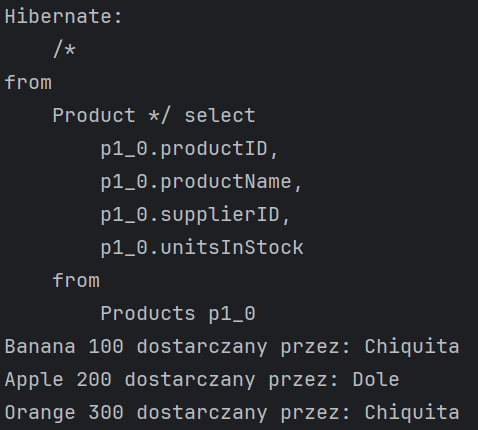 Hibernate:
    /*
from
    Product */ select
        p1_0.productID,
        p1_0.productName,
        p1_0.supplierID,
        p1_0.unitsInStock
    from
        Products p1_0
Banana 100 dostarczany przez: Chiquita
Apple 200 dostarczany przez: Dole
Orange 300 dostarczany przez: Chiquita